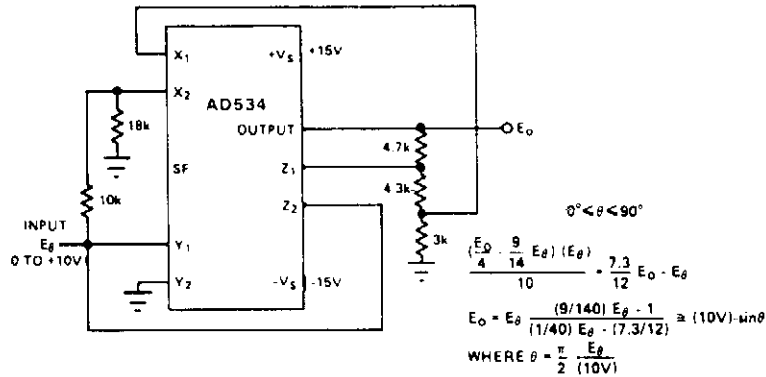 X1
+VS
+15V
X2
AD534
18k
OUTPUT
Eo
4.7k
SF
Z1
4.3k
10k
Z2
0° ≤ θ ≤ 90°
INPUT
Eθ
0 TO +10V
Y1
3k
Y2
-VS
-15V
(Eo/4 - 9/14 Eθ) (Eθ) / 10 = 7.3/12 Eo - Eθ
Eo = Eθ (9/140) Eθ - 1 / (1/40) Eθ - (7.3/12) ≅ (10V)·sinθ
WHERE θ = π/2 Eθ/(10V)